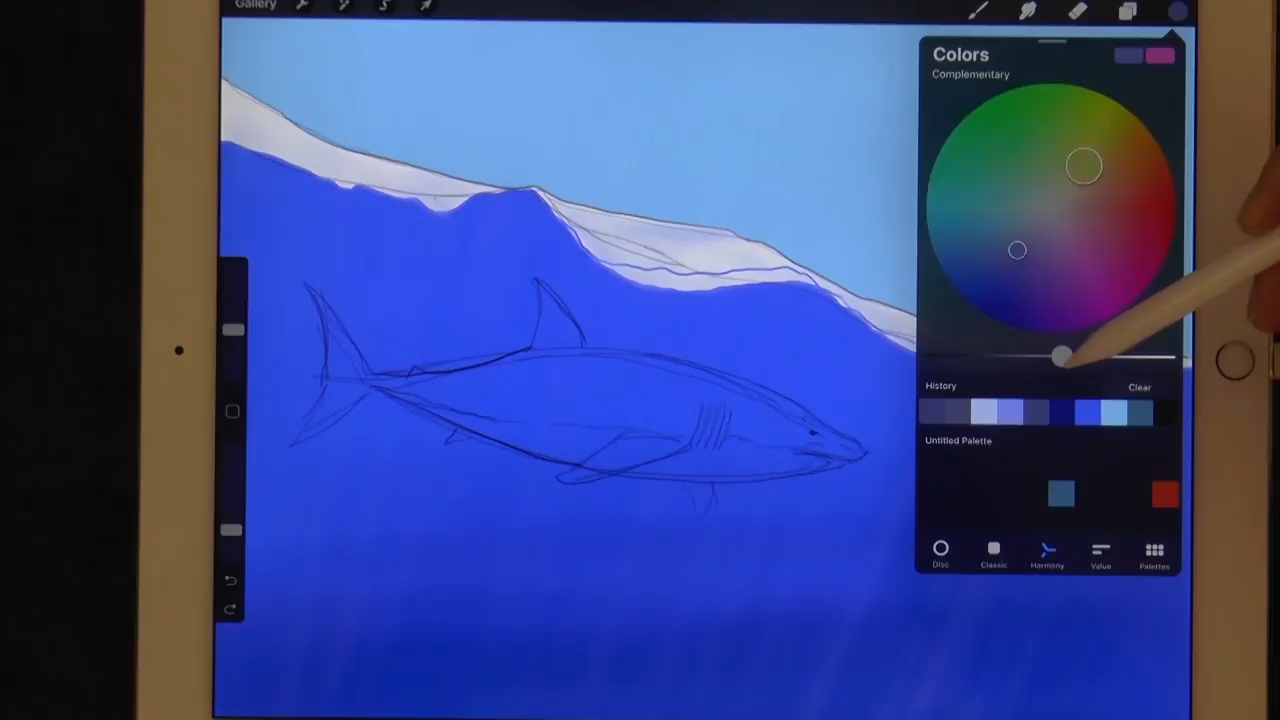 Gallery
Colors
Complementary
History Clear
Untitled Palette
Disc Classic Harmony Value Palettes